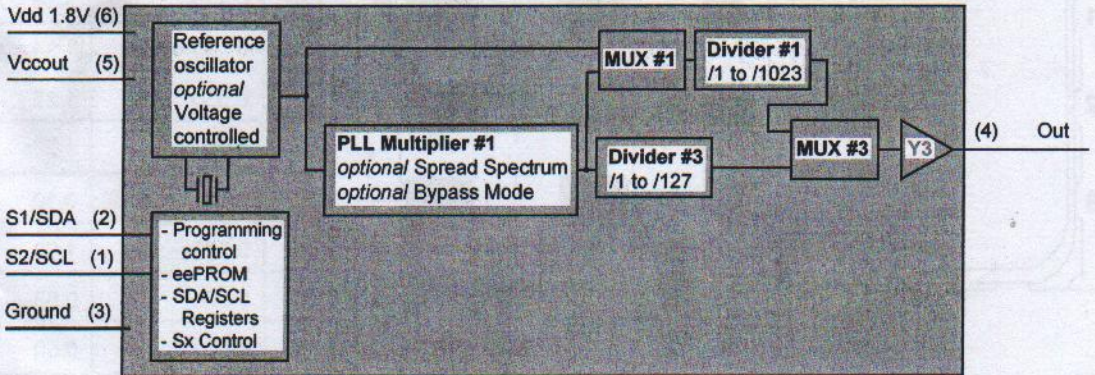 Vdd 1.8V (6)
Vccout (5)
S1/SDA (2)
S2/SCL (1)
Ground (3)
Reference
oscillator
optional
Voltage
controlled
- Programming
control
- eePROM
- SDA/SCL
Registers
- Sx Control
PLL Multiplier #1
optional Spread Spectrum
optional Bypass Mode
MUX #1
Divider #1
/1 to /1023
Divider #3
/1 to /127
MUX #3
Y3
(4) Out